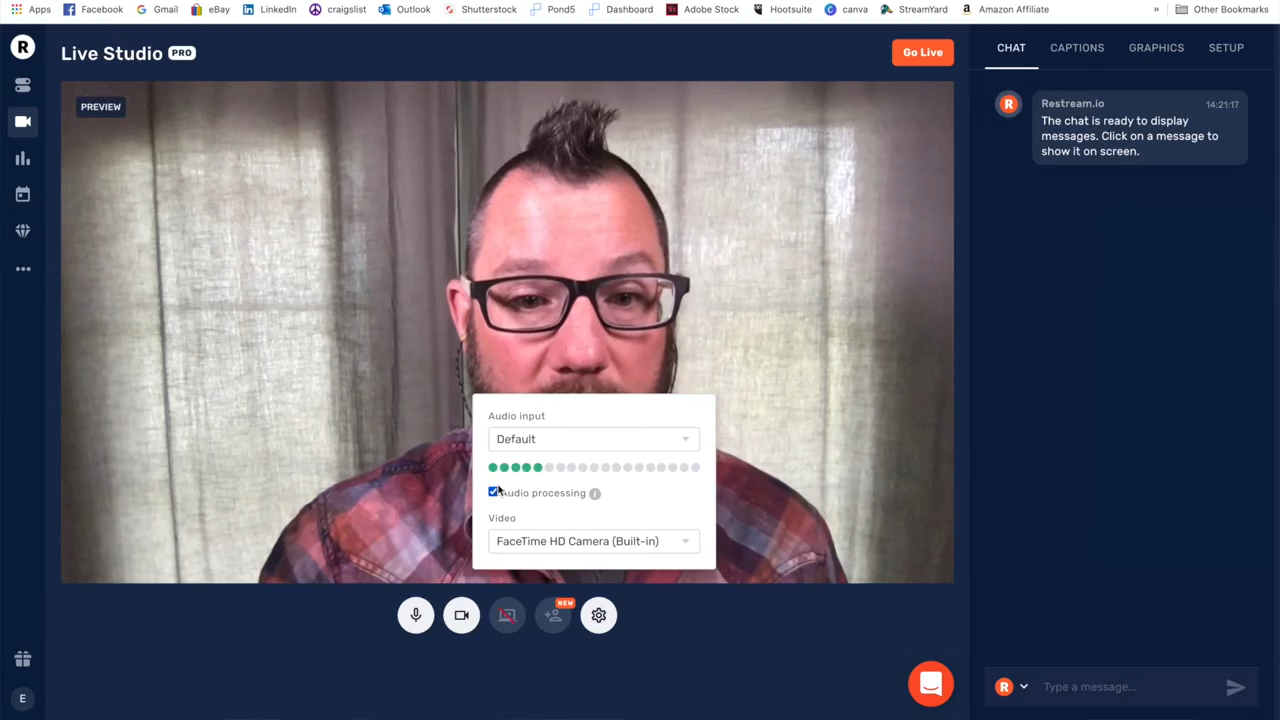 Apps Facebook Gmail eBay LinkedIn craigslist Outlook Shutterstock Pond5 Dashboard Adobe Stock Hootsuite canva StreamYard Amazon Affiliate » Other Bookmarks
R
Live Studio PRO
Go Live
CHAT CAPTIONS GRAPHICS SETUP
PREVIEW
R
Restream.io 14:21:17
The chat is ready to display
messages. Click on a message to
show it on screen.
Audio input
Default
Audio processing i
Video
FaceTime HD Camera (Built-in)
NEW
E
R
Type a message...